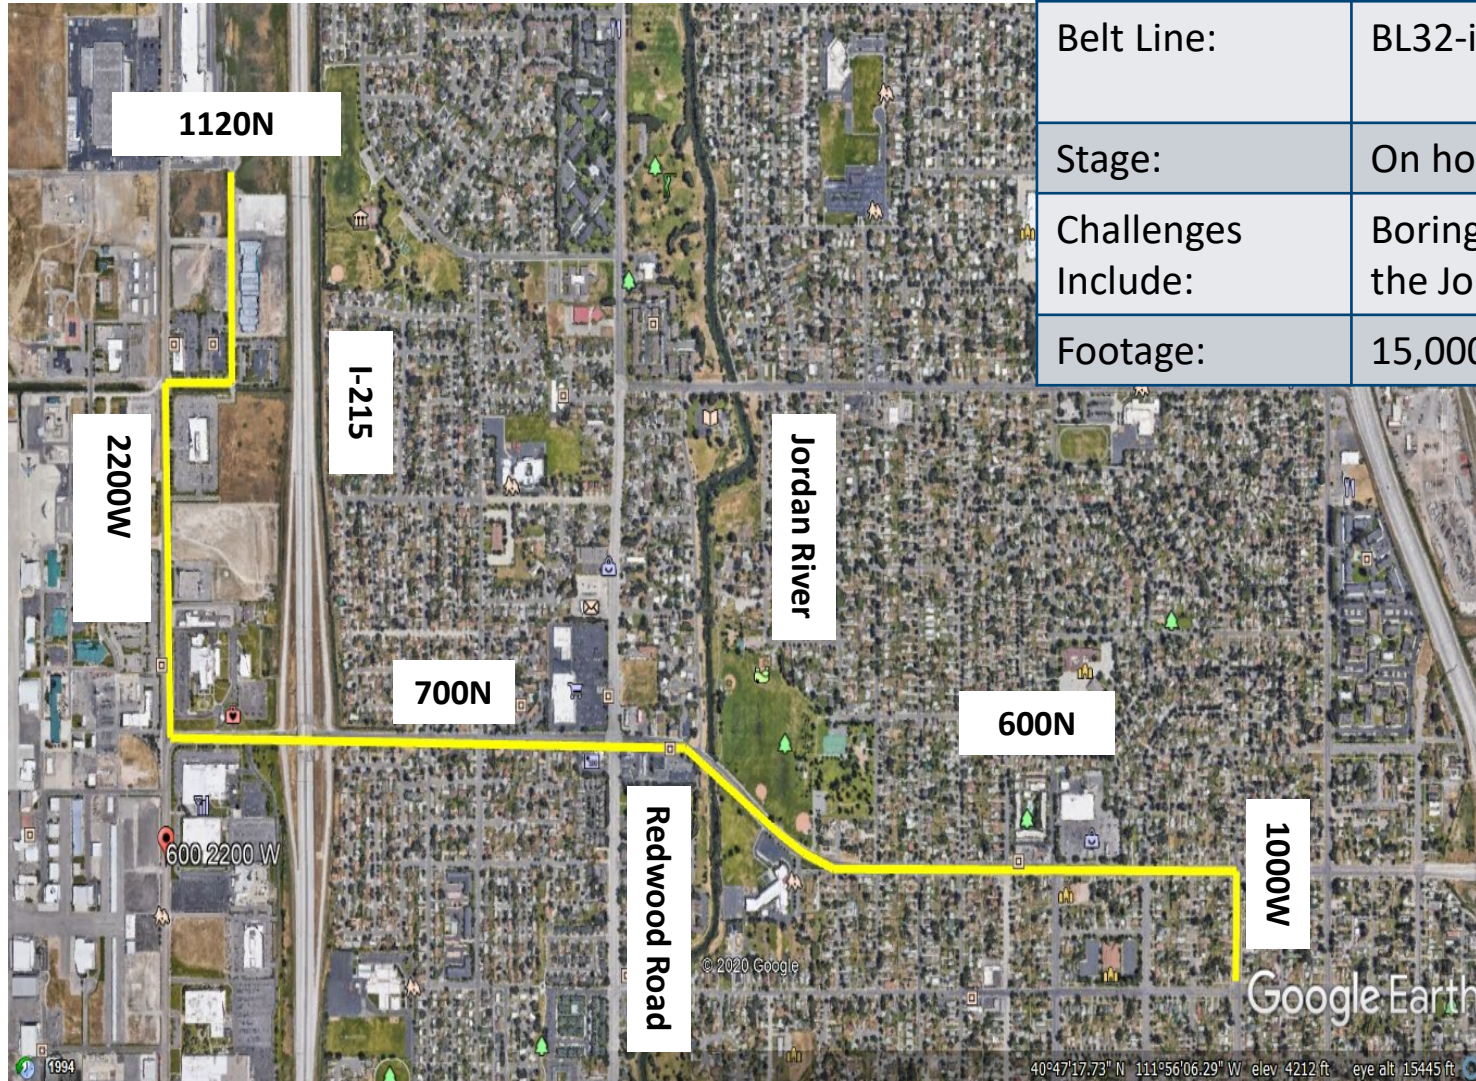 Belt Line:
BL32-i
Stage:
On ho
Challenges
Include:
Boring
the Jo
Footage:
15,000
1120N
I-215
2200W
Jordan River
700N
600N
Redwood Road
1000W
600 2200 W
© 2020 Google
Google Earth
1994
40°47'17.73" N 111°56'06.29" W elev 4212 ft eye alt 15445 ft